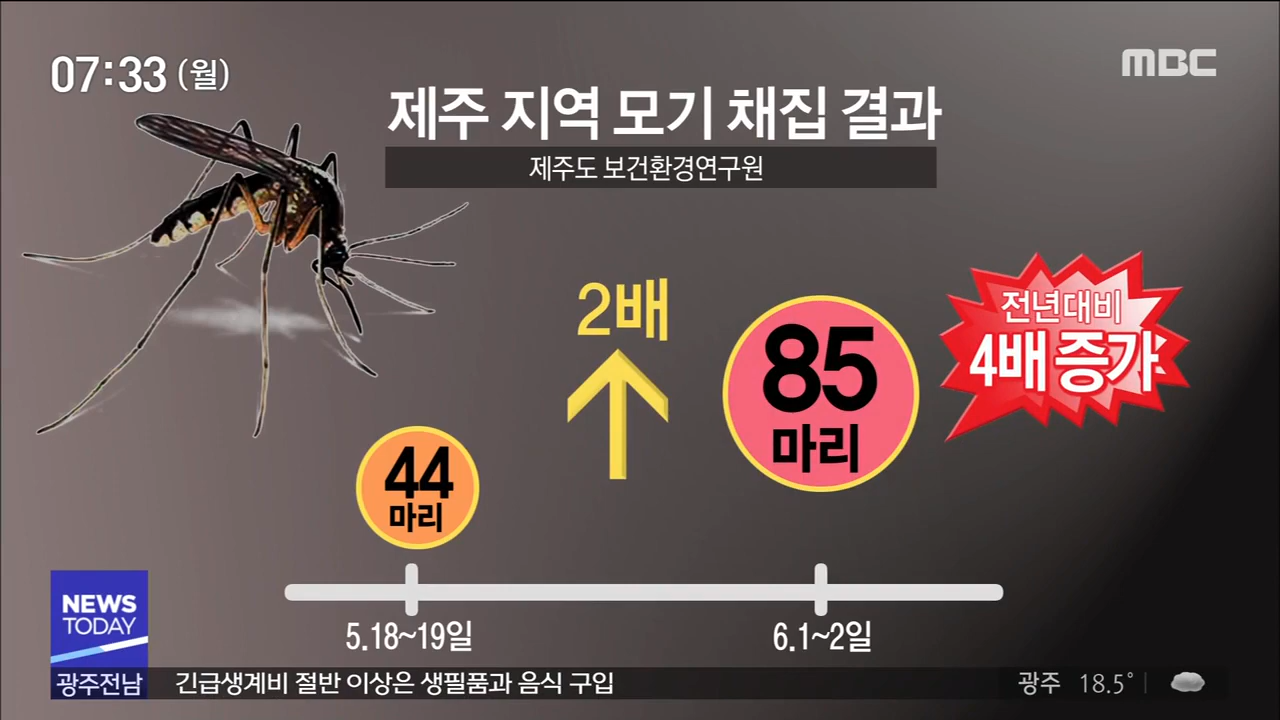 07:33 (월)
MBC
제주 지역 모기 채집 결과
제주도 보건환경연구원
2배
전년대비
4배 증가
85
마리
44
마리
5.18~19일
6.1~2일
NEWS
TODAY
광주전남
긴급생계비 절반 이상은 생필품과 음식 구입
광주 18.5°